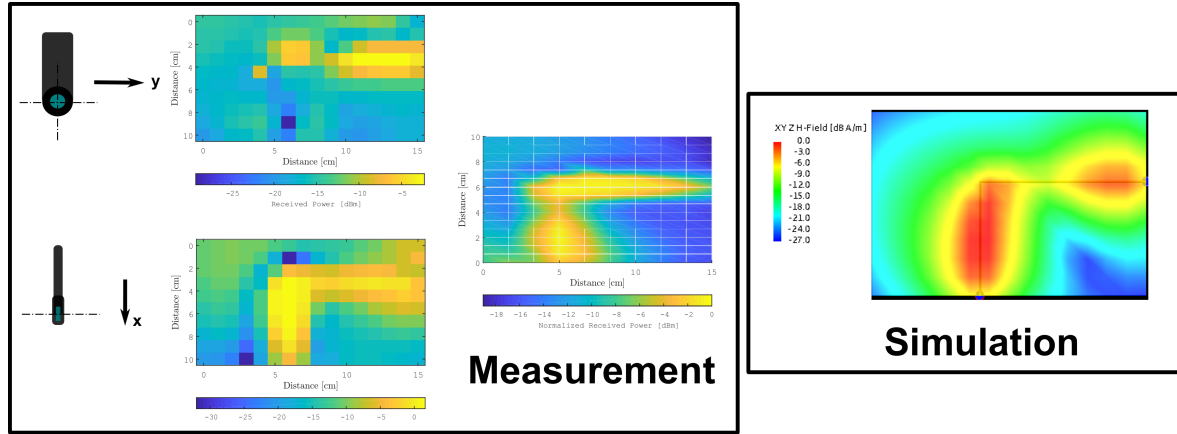 y
0
2
4
6
8
10
Distance [cm]
0 5 10 15
Distance [cm]
-25 -20 -15 -10 -5
Received Power [dBm]
x
0
2
4
6
8
10
Distance [cm]
0 5 10 15
Distance [cm]
-30 -25 -20 -15 -10 -5 0
Received Power [dBm]
10
8
6
4
2
0
Distance [cm]
0 5 10 15
Distance [cm]
-18 -16 -14 -12 -10 -8 -6 -4 -2 0
Normalized Received Power [dBm]
Measurement
XYZ H-Field [dBA/m]
0.0
-3.0
-6.0
-9.0
-12.0
-15.0
-18.0
-21.0
-24.0
-27.0
Simulation